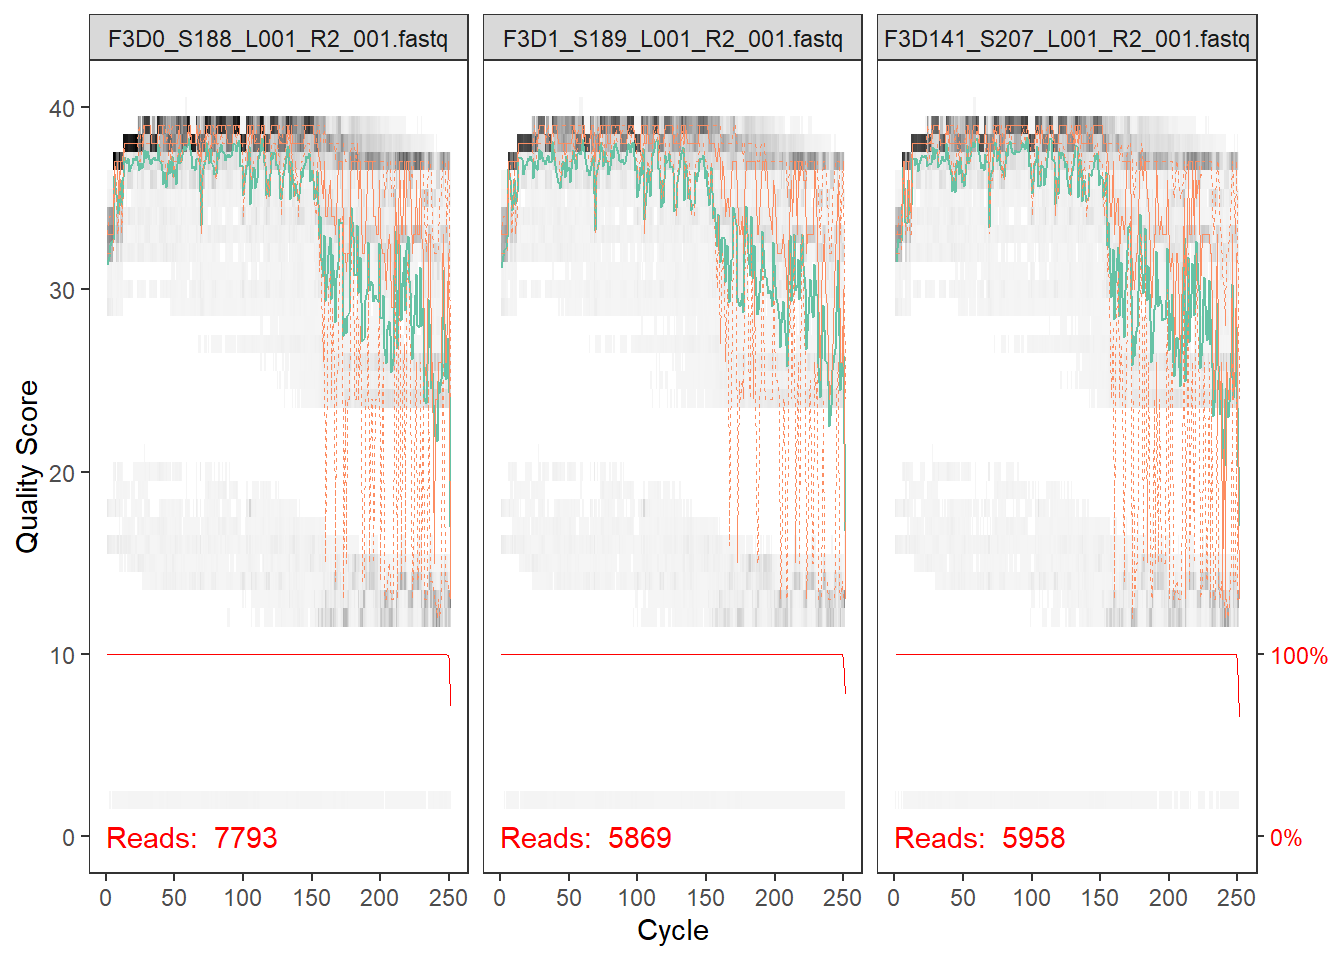 F3D0_S188_L001_R2_001.fastq F3D1_S189_L001_R2_001.fastq F3D141_S207_L001_R2_001.fastq
40
30
20
10
0
Quality Score
Reads: 7793
Reads: 5869
Reads: 5958
100%
0%
0 50 100 150 200 250 0 50 100 150 200 250 0 50 100 150 200 250
Cycle